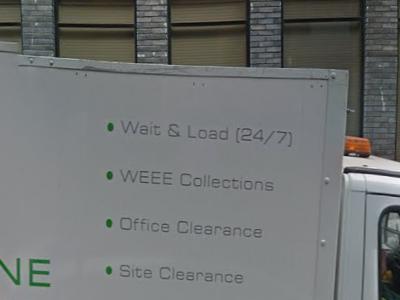 • Wait & Load (24/7)
• WEEE Collections
• Office Clearance
NE
• Site Clearance